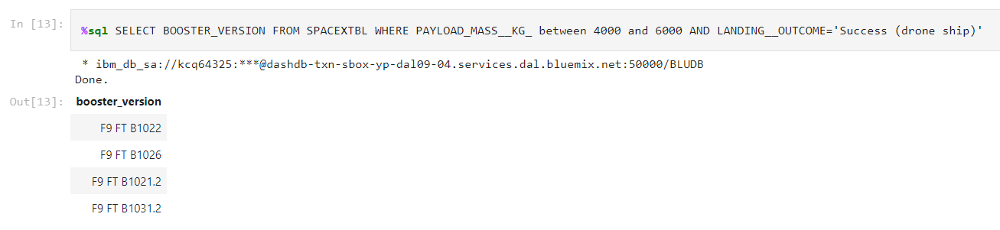 In [13]: %sql SELECT BOOSTER_VERSION FROM SPACEXTBL WHERE PAYLOAD_MASS__KG_ between 4000 and 6000 AND LANDING__OUTCOME='Success (drone ship)'
* ibm_db_sa://kcq64325:***@dashdb-txn-sbox-yp-dal09-04.services.dal.bluemix.net:50000/BLUDB
Done.
Out[13]: booster_version
F9 FT B1022
F9 FT B1026
F9 FT B1021.2
F9 FT B1031.2